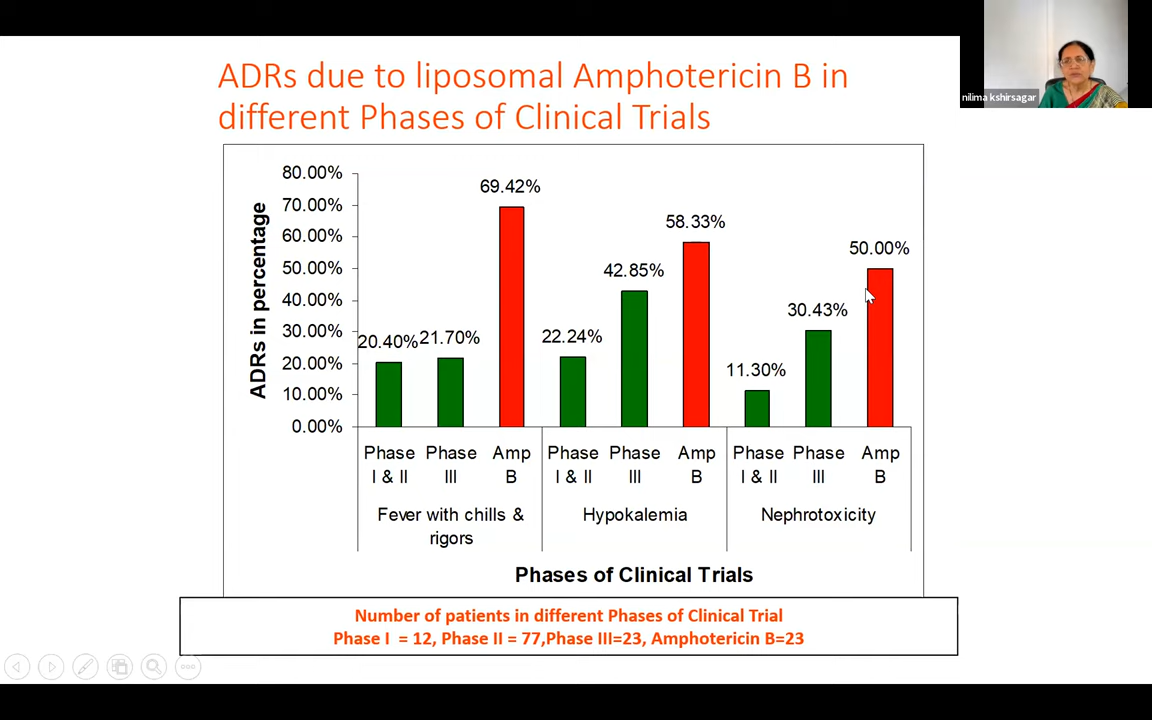 ADRs due to liposomal Amphotericin B in
different Phases of Clinical Trials
nilima kshirsagar
ADRs in percentage
80.00%
70.00%
60.00%
50.00%
40.00%
30.00%
20.00%
10.00%
0.00%
20.40%
21.70%
69.42%
22.24%
42.85%
58.33%
11.30%
30.43%
50.00%
Phase I & II
Phase III
Amp B
Phase I & II
Phase III
Amp B
Phase I & II
Phase III
Amp B
Fever with chills &
rigors
Hypokalemia
Nephrotoxicity
Phases of Clinical Trials
Number of patients in different Phases of Clinical Trial
Phase I = 12, Phase II = 77,Phase III=23, Amphotericin B=23